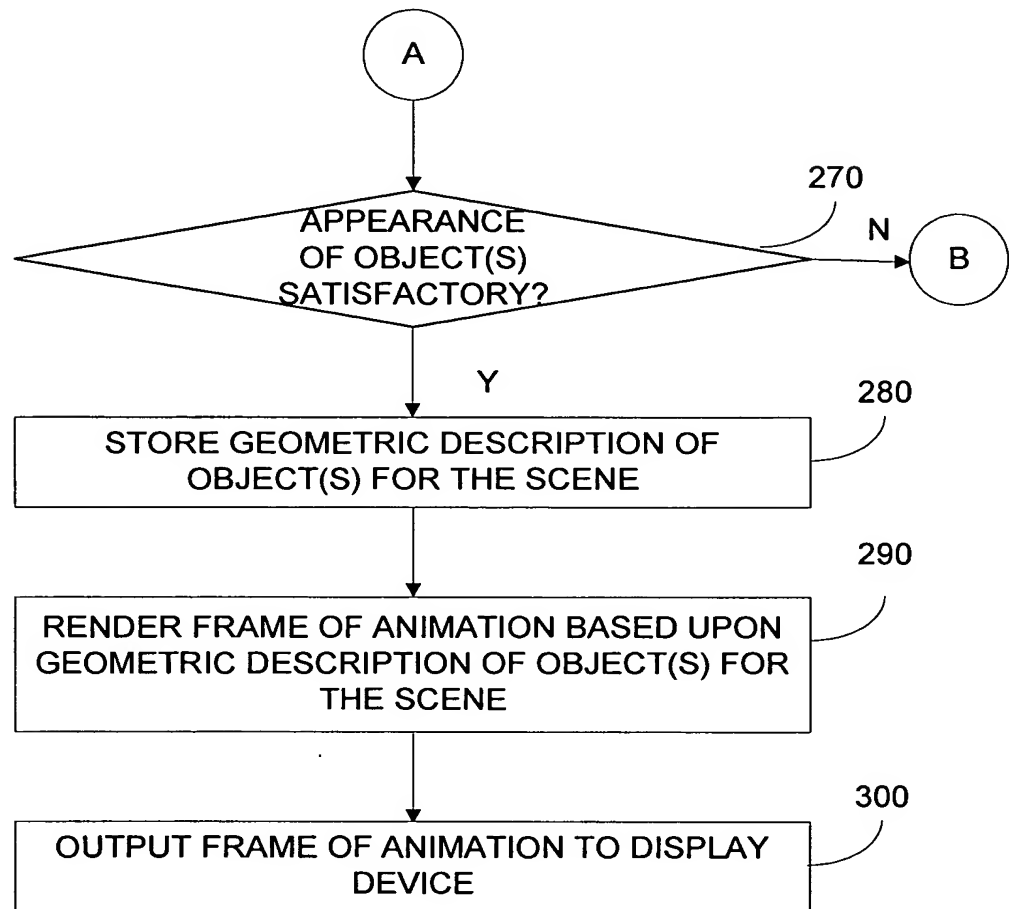 A
270
APPEARANCE
OF OBJECT(S)
SATISFACTORY?
N
B
Y
280
STORE GEOMETRIC DESCRIPTION OF
OBJECT(S) FOR THE SCENE
290
RENDER FRAME OF ANIMATION BASED UPON
GEOMETRIC DESCRIPTION OF OBJECT(S) FOR
THE SCENE
300
OUTPUT FRAME OF ANIMATION TO DISPLAY
DEVICE